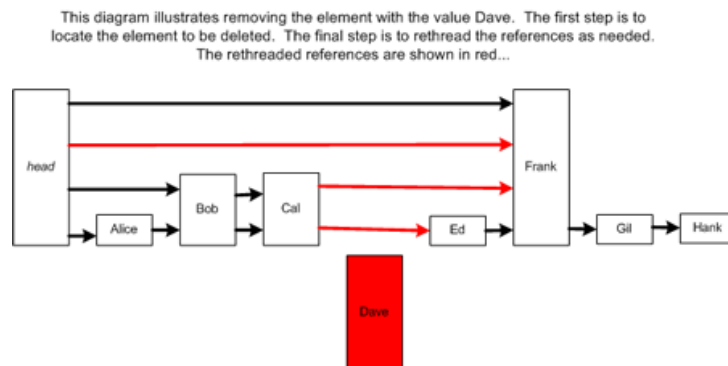 This diagram illustrates removing the element with the value Dave.  The first step is to
locate the element to be deleted.  The final step is to rethread the references as needed.
The rethreaded references are shown in red...
head
Alice
Bob
Cal
Ed
Frank
Gil
Hank
Dave